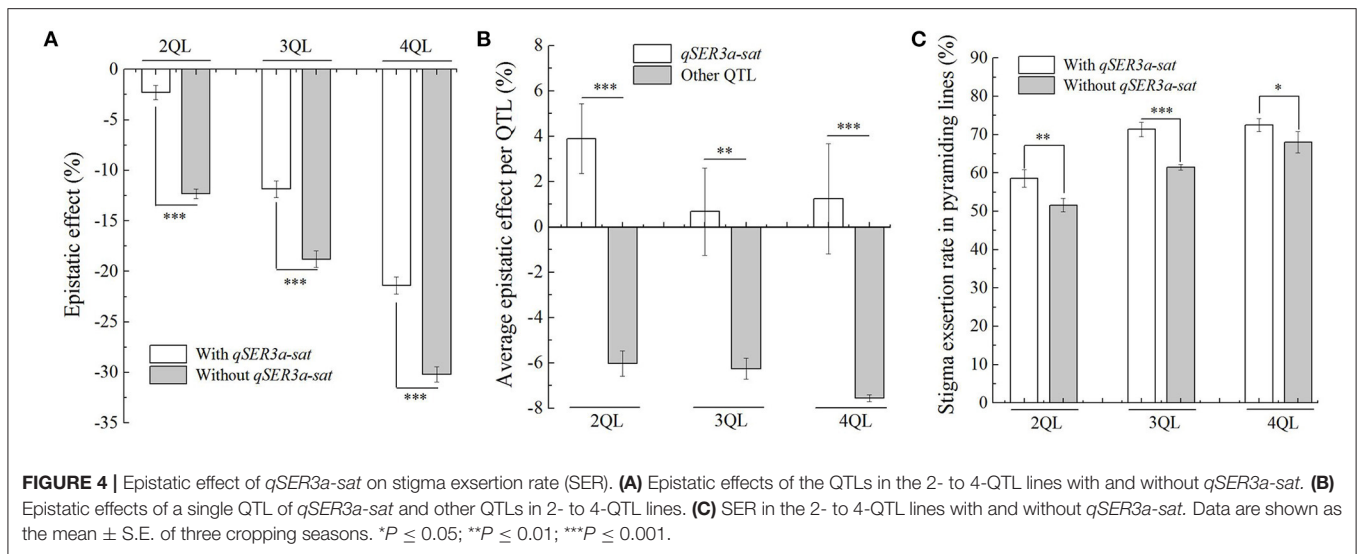 A
2QL 3QL 4QL
0
-5
-10
-15
-20
-25
-30
-35
Epistatic effect (%)
***
***
***
With qSER3a-sat
Without qSER3a-sat
B
8
6
4
2
0
-2
-4
-6
-8
Average epistatic effect per QTL (%)
qSER3a-sat
Other QTL
***
**
***
2QL 3QL 4QL
C
100
90
80
70
60
50
40
30
20
10
0
Stigma exsertion rate in pyramiding lines (%)
With qSER3a-sat
Without qSER3a-sat
**
***
*
2QL 3QL 4QL
FIGURE 4 | Epistatic effect of qSER3a-sat on stigma exsertion rate (SER). (A) Epistatic effects of the QTLs in the 2- to 4-QTL lines with and without qSER3a-sat. (B)
Epistatic effects of a single QTL of qSER3a-sat and other QTLs in 2- to 4-QTL lines. (C) SER in the 2- to 4-QTL lines with and without qSER3a-sat. Data are shown as
the mean ± S.E. of three cropping seasons. *P ≤ 0.05; **P ≤ 0.01; ***P ≤ 0.001.